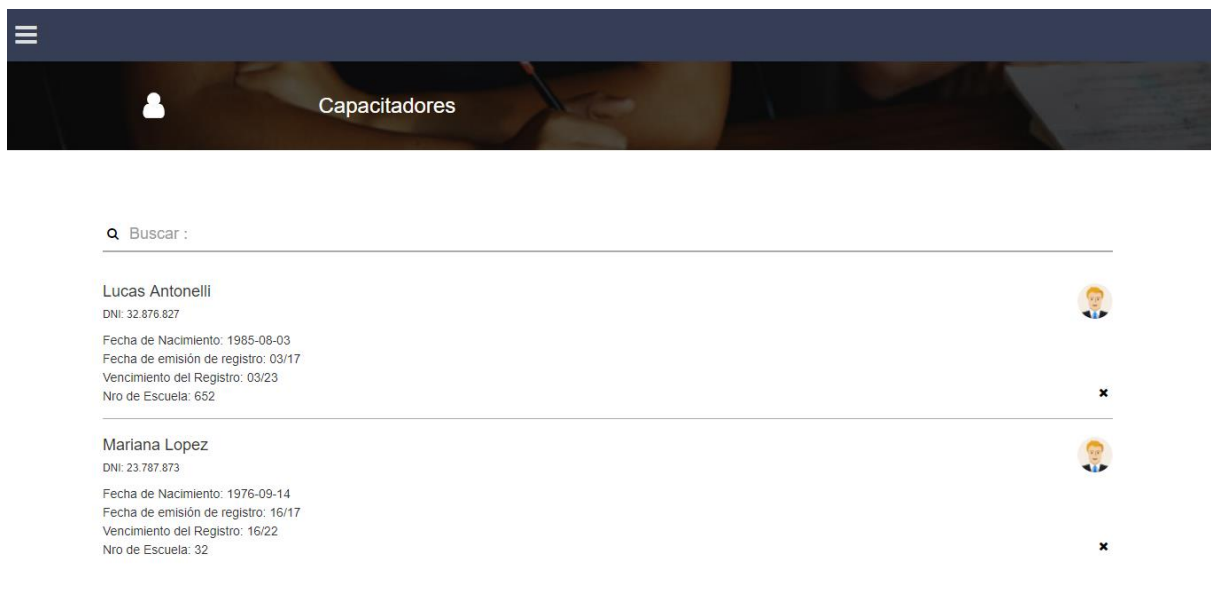 Capacitadores
Buscar :
Lucas Antonelli
DNI: 32.876.827
Fecha de Nacimiento: 1985-08-03
Fecha de emisión de registro: 03/17
Vencimiento del Registro: 03/23
Nro de Escuela: 652
Mariana Lopez
DNI: 23.787.873
Fecha de Nacimiento: 1976-09-14
Fecha de emisión de registro: 16/17
Vencimiento del Registro: 16/22
Nro de Escuela: 32